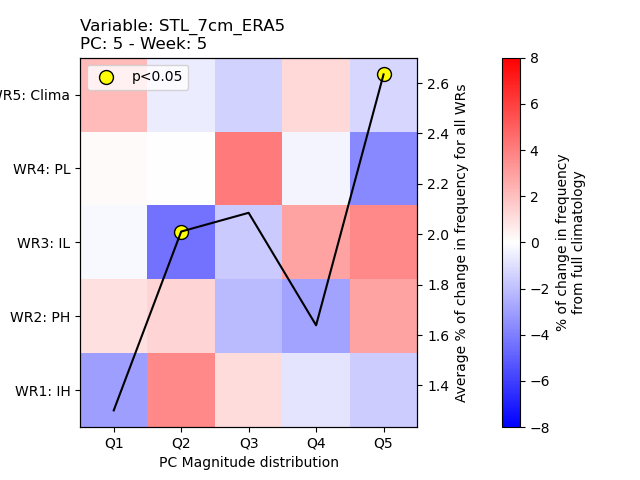 Variable: STL_7cm_ERA5
PC: 5 - Week: 5
p<0.05
WR5: Clima
WR4: PL
WR3: IL
WR2: PH
WR1: IH
Q1 Q2 Q3 Q4 Q5
PC Magnitude distribution
2.6
2.4
2.2
2.0
1.8
1.6
1.4
Average % of change in frequency for all WRs
8
6
4
2
0
−2
−4
−6
−8
% of change in frequency
from full climatology